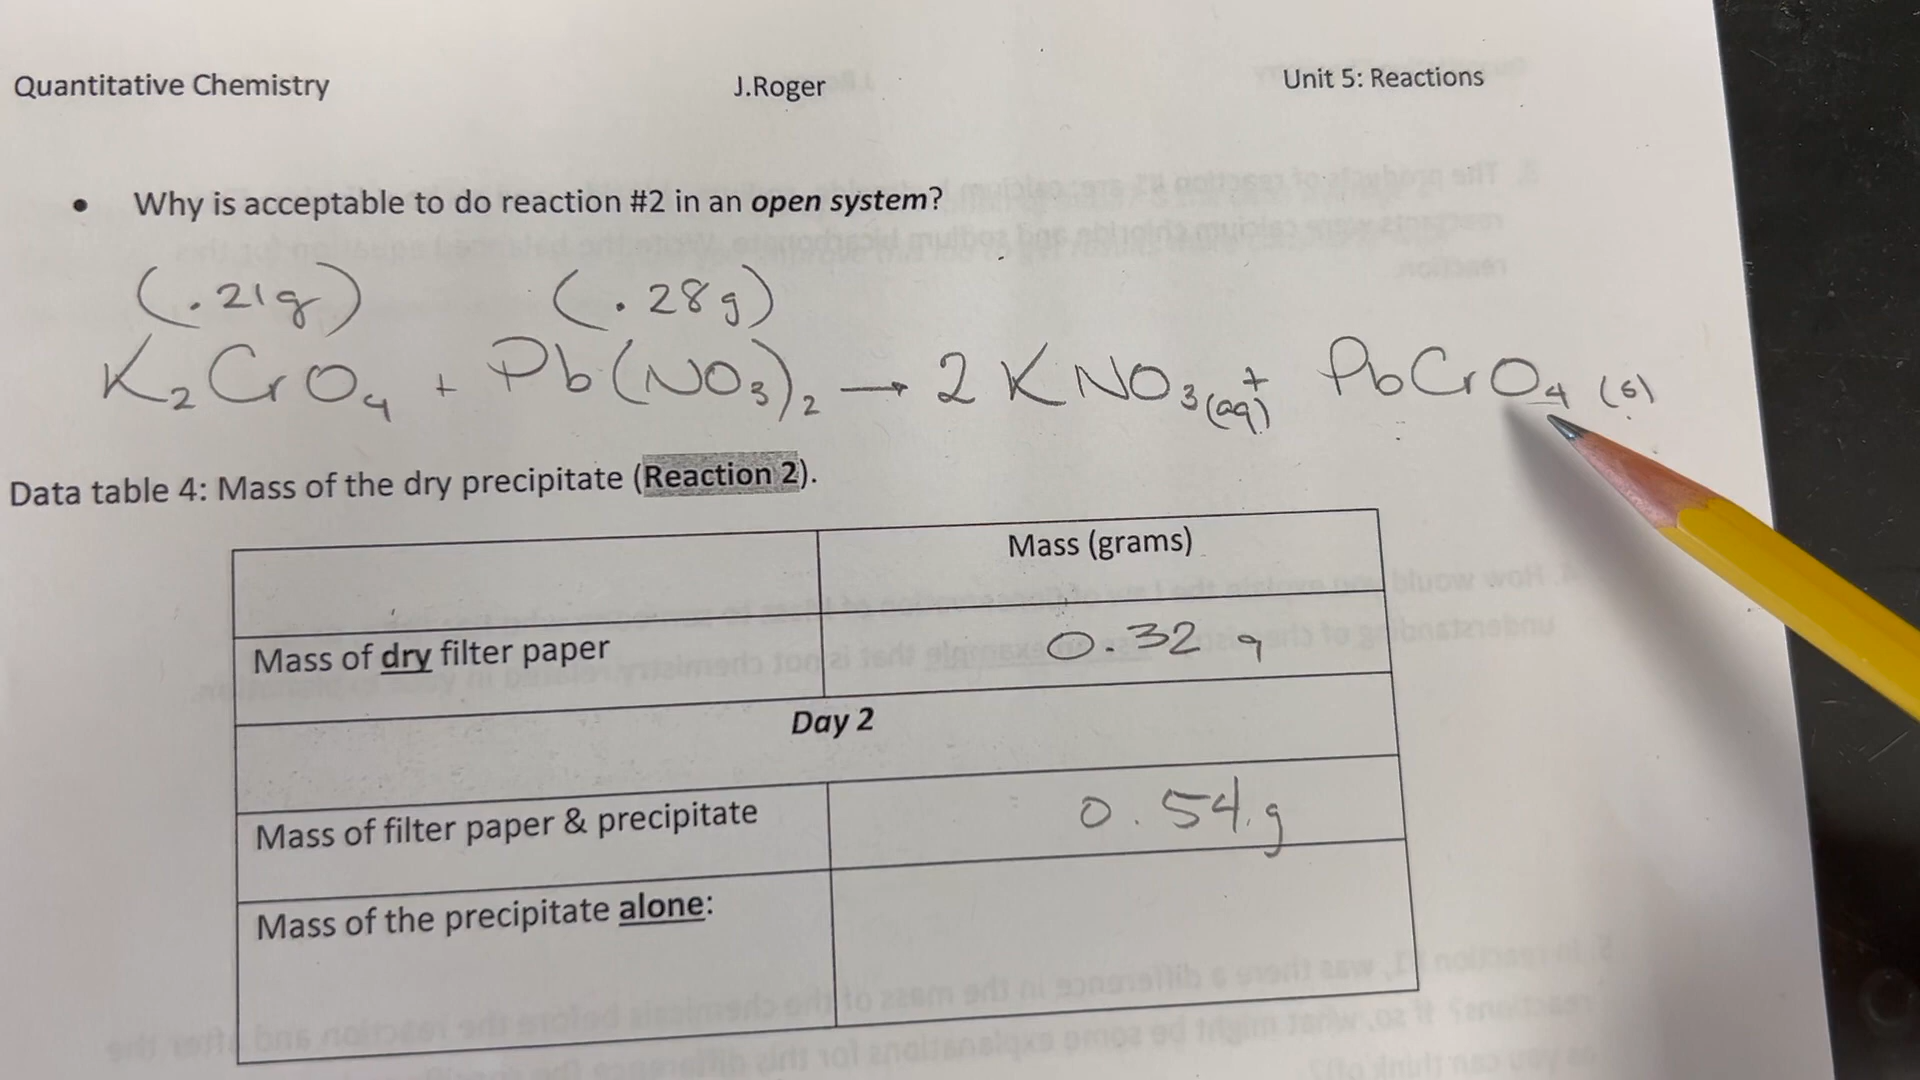 Quantitative Chemistry J.Roger Unit 5: Reactions
• Why is acceptable to do reaction #2 in an open system?
(.21g) (.28g)
K₂CrO₄ + Pb(NO₃)₂ → 2 KNO₃(aq) + PbCrO₄ (s)
Data table 4: Mass of the dry precipitate (Reaction 2).
Mass (grams)
Mass of dry filter paper 0.32 g
Day 2
Mass of filter paper & precipitate 0.54 g
Mass of the precipitate alone: